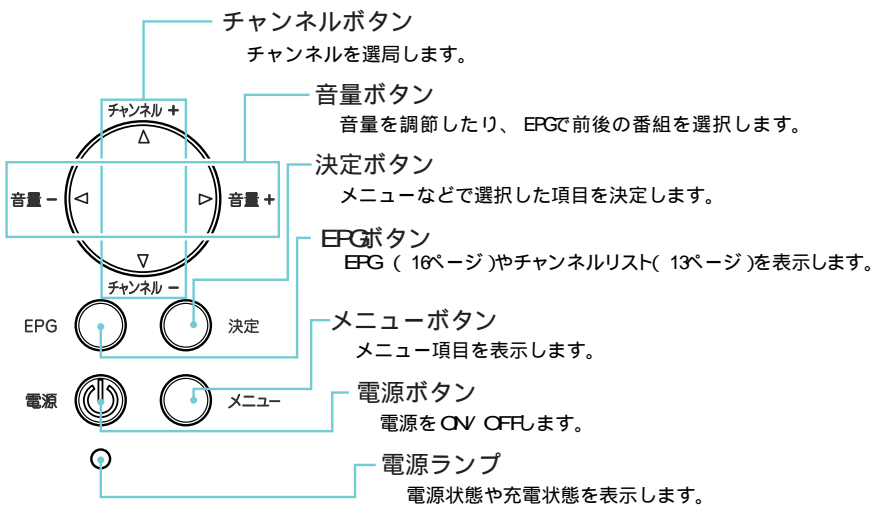 チャンネルボタン
チャンネルを選局します。
音量ボタン
音量を調節したり、 EPGで前後の番組を選択します。
決定ボタン
メニューなどで選択した項目を決定します。
EPGボタン
EPG ( 16ページ )やチャンネルリスト( 13ページ )を表示します。
メニューボタン
メニュー項目を表示します。
電源ボタン
電源を ON/ OFFします。
電源ランプ
電源状態や充電状態を表示します。
チャンネル +
音量 −
音量 +
チャンネル −
EPG
決定
電源
メニュー